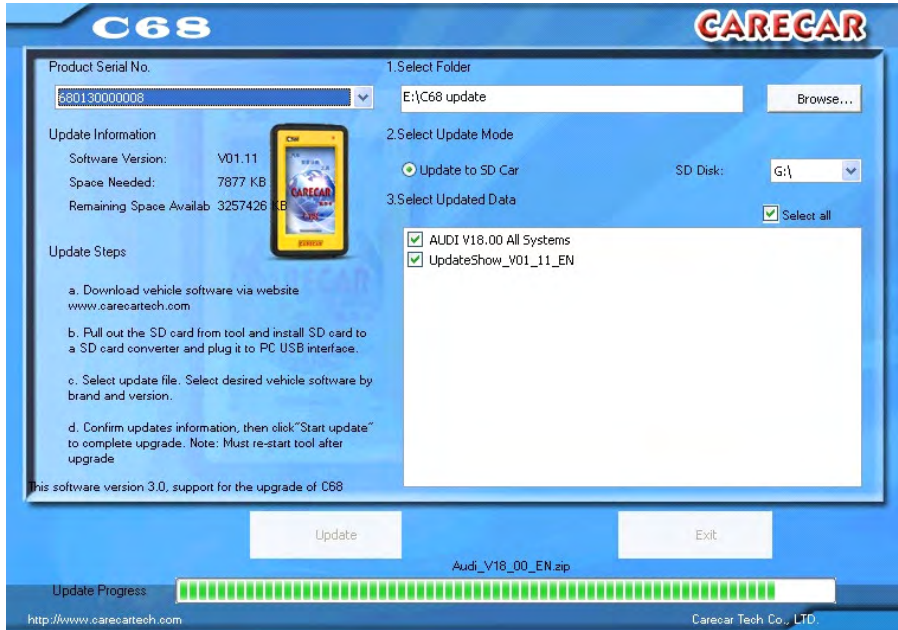 C68
CARECAR
Product Serial No.
680130000008
Update Information
Software Version: V01.11
Space Needed: 7877 KB
Remaining Space Availab 3257426 KB
CARECAR
Update Steps
a. Download vehicle software via website
www.carecartech.com
b. Pull out the SD card from tool and install SD card to
a SD card converter and plug it to PC USB interface.
c. Select update file. Select desired vehicle software by
brand and version.
d. Confirm updates information, then click"Start update"
to complete upgrade. Note: Must re-start tool after
upgrade
This software version 3.0, support for the upgrade of C68
1.Select Folder
E:\C68 update
Browse...
2.Select Update Mode
Update to SD Car
SD Disk:
G:\
3.Select Updated Data
Select all
AUDI V18.00 All Systems
UpdateShow_V01_11_EN
Update
Exit
Audi_V18_00_EN.zip
Update Progress
http://www.carecartech.com
Carecar Tech Co., LTD.